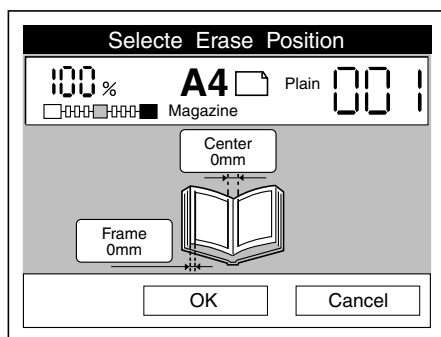 Selecte Erase Position
100 % A4 Plain 001
Magazine
Center
0mm
Frame
0mm
OK Cancel